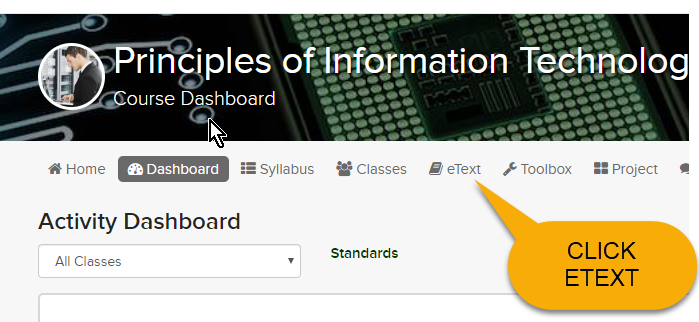 Principles of Information Technolog
Course Dashboard
Home Dashboard Syllabus Classes eText Toolbox Project
Activity Dashboard
All Classes
Standards
CLICK
ETEXT